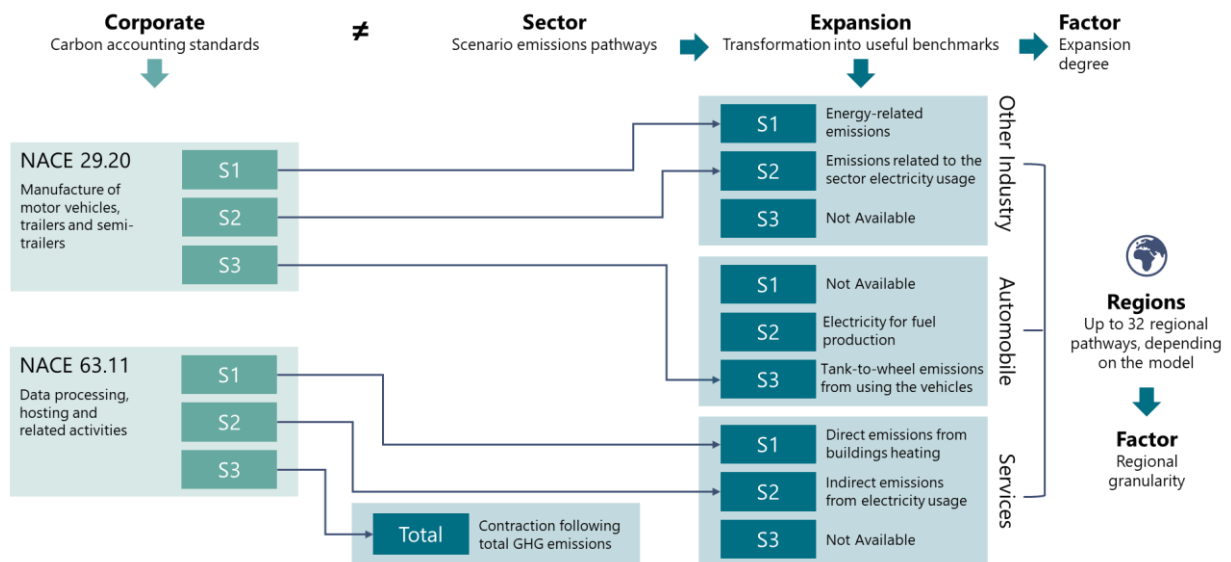 Corporate
Carbon accounting standards
≠
Sector
Scenario emissions pathways
Expansion
Transformation into useful benchmarks
Factor
Expansion
degree
NACE 29.20
Manufacture of
motor vehicles,
trailers and semi-
trailers
S1
S2
S3
NACE 63.11
Data processing,
hosting and
related activities
S1
S2
S3
Total
Contraction following
total GHG emissions
Other Industry
S1
Energy-related
emissions
S2
Emissions related to the
sector electricity usage
S3
Not Available
Automobile
S1
Not Available
S2
Electricity for fuel
production
S3
Tank-to-wheel emissions
from using the vehicles
Services
S1
Direct emissions from
buildings heating
S2
Indirect emissions
from electricity usage
S3
Not Available
Regions
Up to 32 regional
pathways, depending
on the model
Factor
Regional
granularity